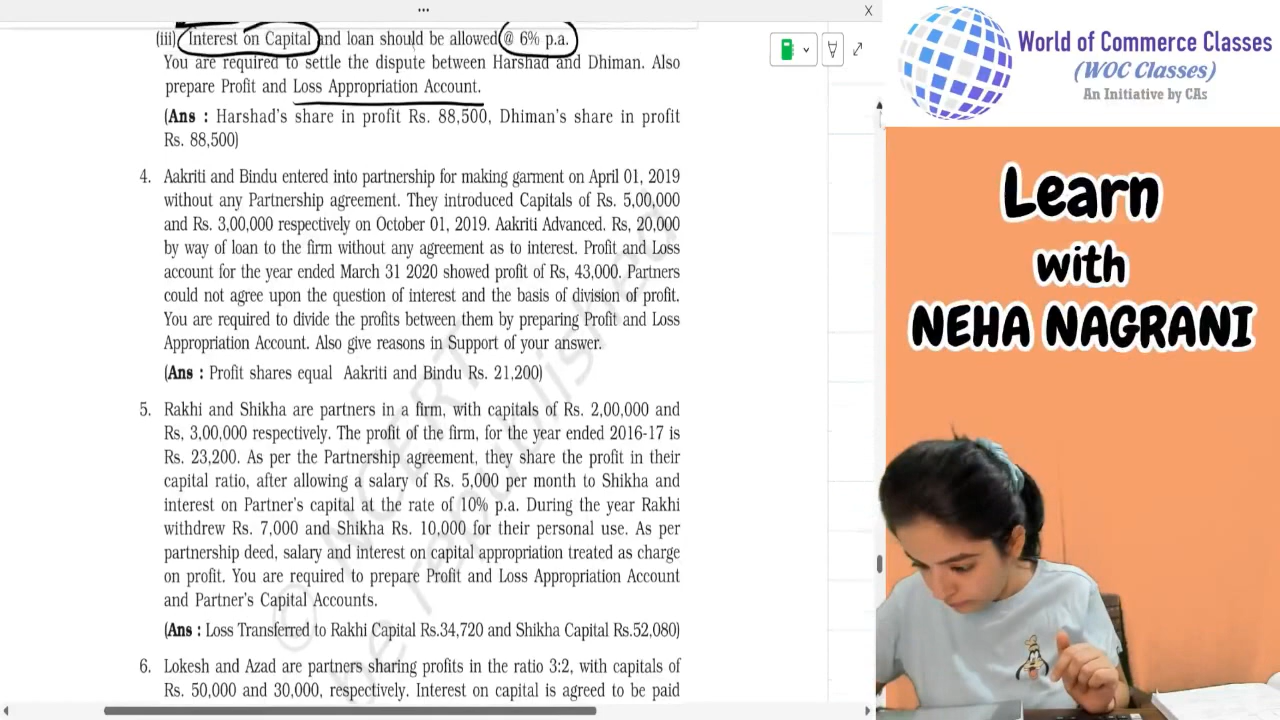 (iii) Interest on Capital and loan should be allowed @ 6% p.a.
You are required to settle the dispute between Harshad and Dhiman. Also
prepare Profit and Loss Appropriation Account.
(Ans : Harshad's share in profit Rs. 88,500, Dhiman's share in profit
Rs. 88,500)
4. Aakriti and Bindu entered into partnership for making garment on April 01, 2019
without any Partnership agreement. They introduced Capitals of Rs. 5,00,000
and Rs. 3,00,000 respectively on October 01, 2019. Aakriti Advanced. Rs, 20,000
by way of loan to the firm without any agreement as to interest. Profit and Loss
account for the year ended March 31 2020 showed profit of Rs, 43,000. Partners
could not agree upon the question of interest and the basis of division of profit.
You are required to divide the profits between them by preparing Profit and Loss
Appropriation Account. Also give reasons in Support of your answer.
(Ans : Profit shares equal Aakriti and Bindu Rs. 21,200)
5. Rakhi and Shikha are partners in a firm, with capitals of Rs. 2,00,000 and
Rs, 3,00,000 respectively. The profit of the firm, for the year ended 2016-17 is
Rs. 23,200. As per the Partnership agreement, they share the profit in their
capital ratio, after allowing a salary of Rs. 5,000 per month to Shikha and
interest on Partner's capital at the rate of 10% p.a. During the year Rakhi
withdrew Rs. 7,000 and Shikha Rs. 10,000 for their personal use. As per
partnership deed, salary and interest on capital appropriation treated as charge
on profit. You are required to prepare Profit and Loss Appropriation Account
and Partner's Capital Accounts.
(Ans : Loss Transferred to Rakhi Capital Rs.34,720 and Shikha Capital Rs.52,080)
6. Lokesh and Azad are partners sharing profits in the ratio 3:2, with capitals of
Rs. 50,000 and 30,000, respectively. Interest on capital is agreed to be paid
© NCERT
be republished
World of Commerce Classes
(WOC Classes)
An Initiative by CAs
Learn
with
NEHA NAGRANI